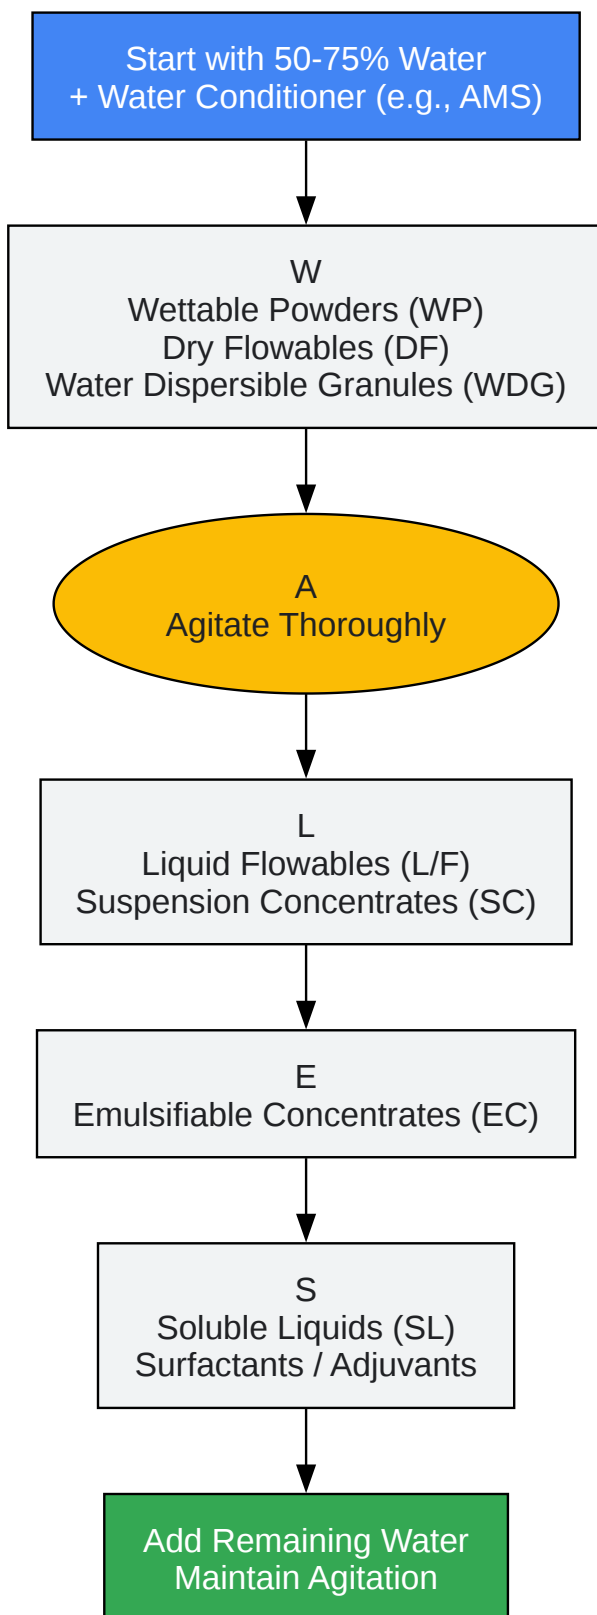 Start with 50-75% Water
+ Water Conditioner (e.g., AMS)
W
Wettable Powders (WP)
Dry Flowables (DF)
Water Dispersible Granules (WDG)
A
Agitate Thoroughly
L
Liquid Flowables (L/F)
Suspension Concentrates (SC)
E
Emulsifiable Concentrates (EC)
S
Soluble Liquids (SL)
Surfactants / Adjuvants
Add Remaining Water
Maintain Agitation